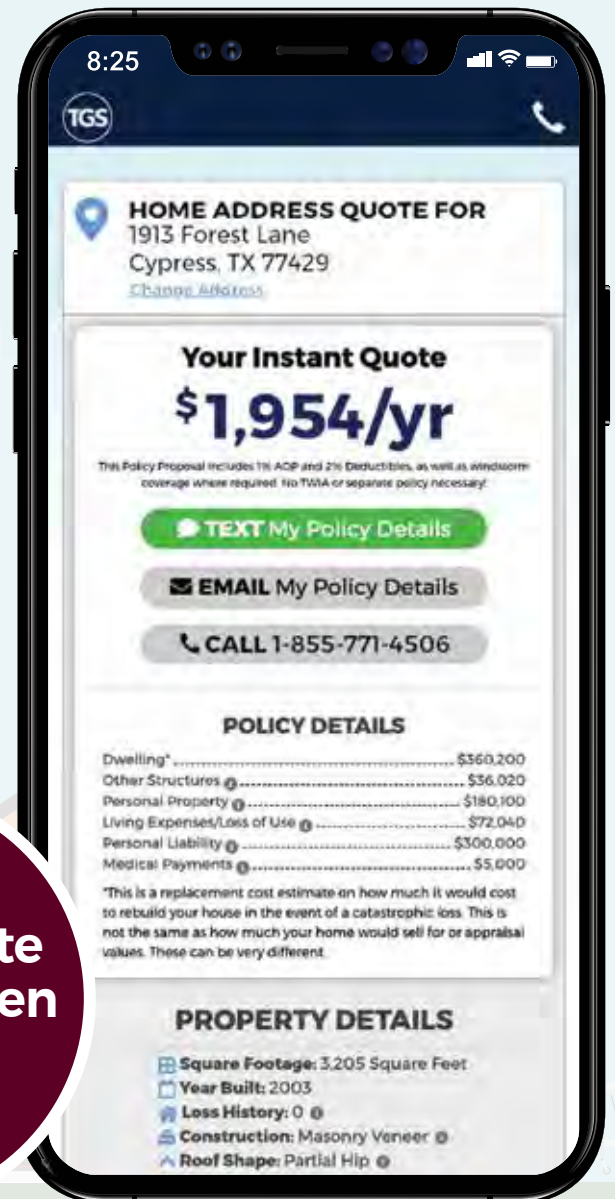 8:25
TGS
HOME ADDRESS QUOTE FOR
1913 Forest Lane
Cypress, TX 77429
Change Address
Your Instant Quote
$1,954/yr
This Policy Proposal includes 1% AOP and 2% Deductibles, as well as windstorm
coverage where required. No TWIA or separate policy necessary!
TEXT My Policy Details
EMAIL My Policy Details
CALL 1-855-771-4506
POLICY DETAILS
Dwelling* $360,200
Other Structures $36,020
Personal Property $180,100
Living Expenses/Loss of Use $72,040
Personal Liability $300,000
Medical Payments $5,000
*This is a replacement cost estimate on how much it would cost
to rebuild your house in the event of a catastrophic loss. This is
not the same as how much your home would sell for or appraisal
values. These can be very different.
te
en
PROPERTY DETAILS
Square Footage: 3,205 Square Feet
Year Built: 2003
Loss History: 0
Construction: Masonry Veneer
Roof Shape: Partial Hip